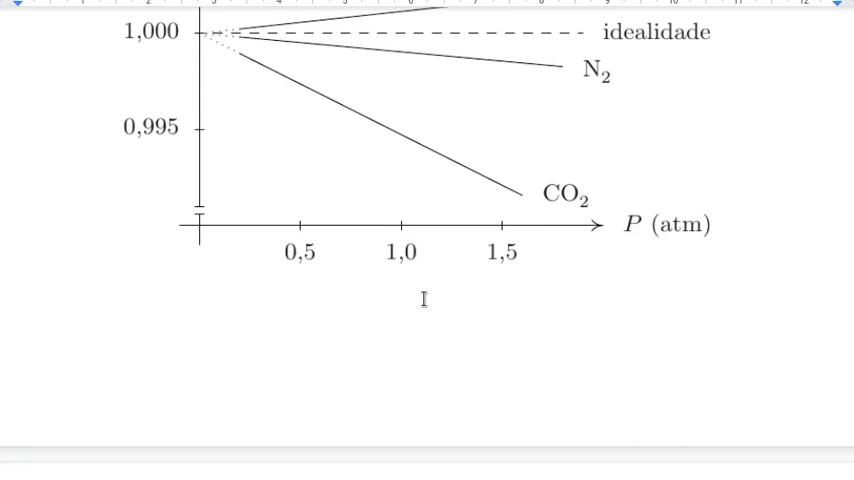 1,000
idealidade
N₂
0,995
CO₂
P (atm)
0,5 1,0 1,5